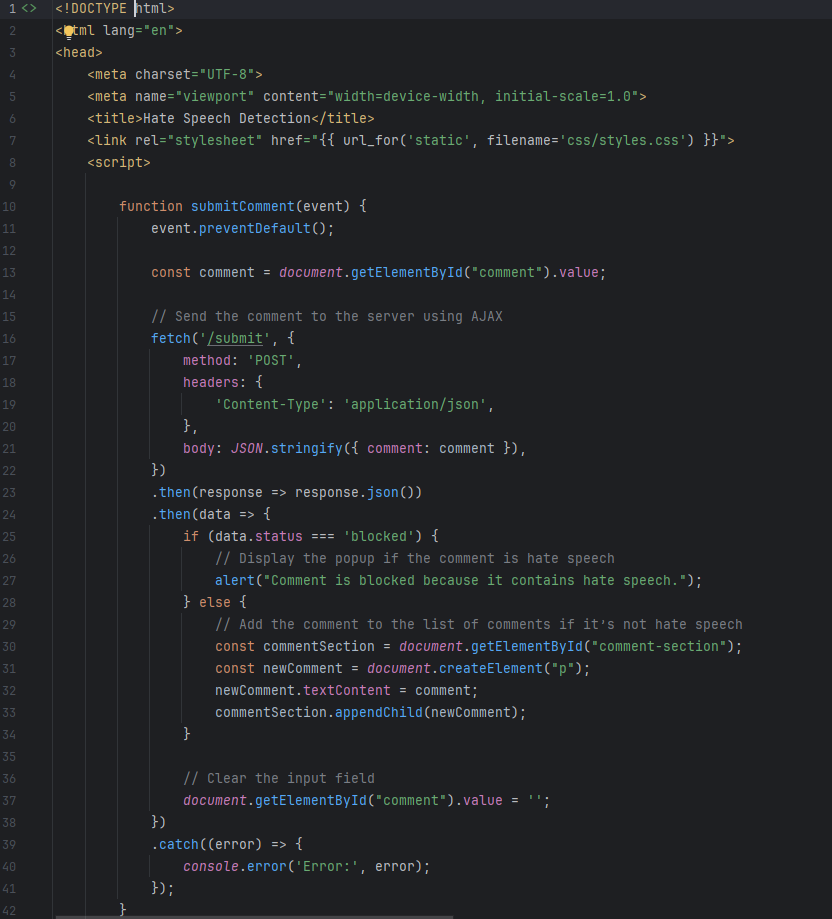 1 <> <!DOCTYPE html>
2 <html lang="en">
3 <head>
4 <meta charset="UTF-8">
5 <meta name="viewport" content="width=device-width, initial-scale=1.0">
6 <title>Hate Speech Detection</title>
7 <link rel="stylesheet" href="{{ url_for('static', filename='css/styles.css') }}">
8 <script>
9
10 function submitComment(event) {
11 event.preventDefault();
12
13 const comment = document.getElementById("comment").value;
14
15 // Send the comment to the server using AJAX
16 fetch('/submit', {
17 method: 'POST',
18 headers: {
19 'Content-Type': 'application/json',
20 },
21 body: JSON.stringify({ comment: comment }),
22 })
23 .then(response => response.json())
24 .then(data => {
25 if (data.status === 'blocked') {
26 // Display the popup if the comment is hate speech
27 alert("Comment is blocked because it contains hate speech.");
28 } else {
29 // Add the comment to the list of comments if it's not hate speech
30 const commentSection = document.getElementById("comment-section");
31 const newComment = document.createElement("p");
32 newComment.textContent = comment;
33 commentSection.appendChild(newComment);
34 }
35
36 // Clear the input field
37 document.getElementById("comment").value = '';
38 })
39 .catch((error) => {
40 console.error('Error:', error);
41 });
42 }